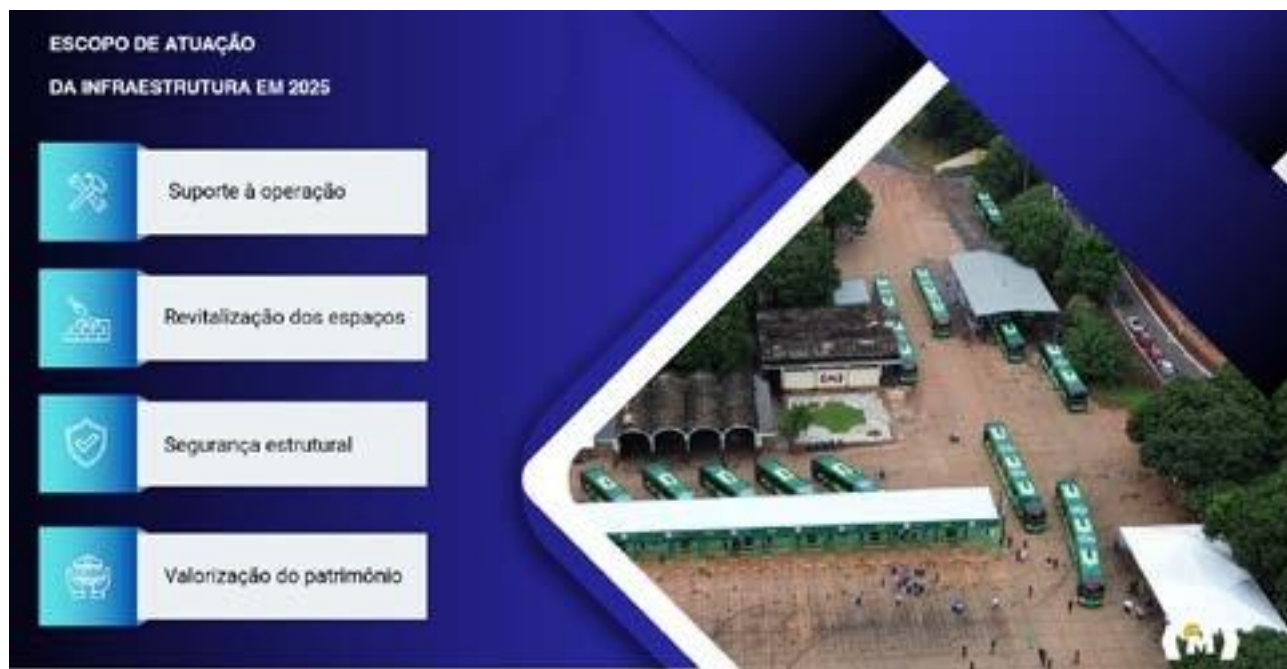 ESCOPO DE ATUAÇÃO
DA INFRAESTRUTURA EM 2025
Suporte à operação
Revitalização dos espaços
Segurança estrutural
Valorização do patrimônio
M